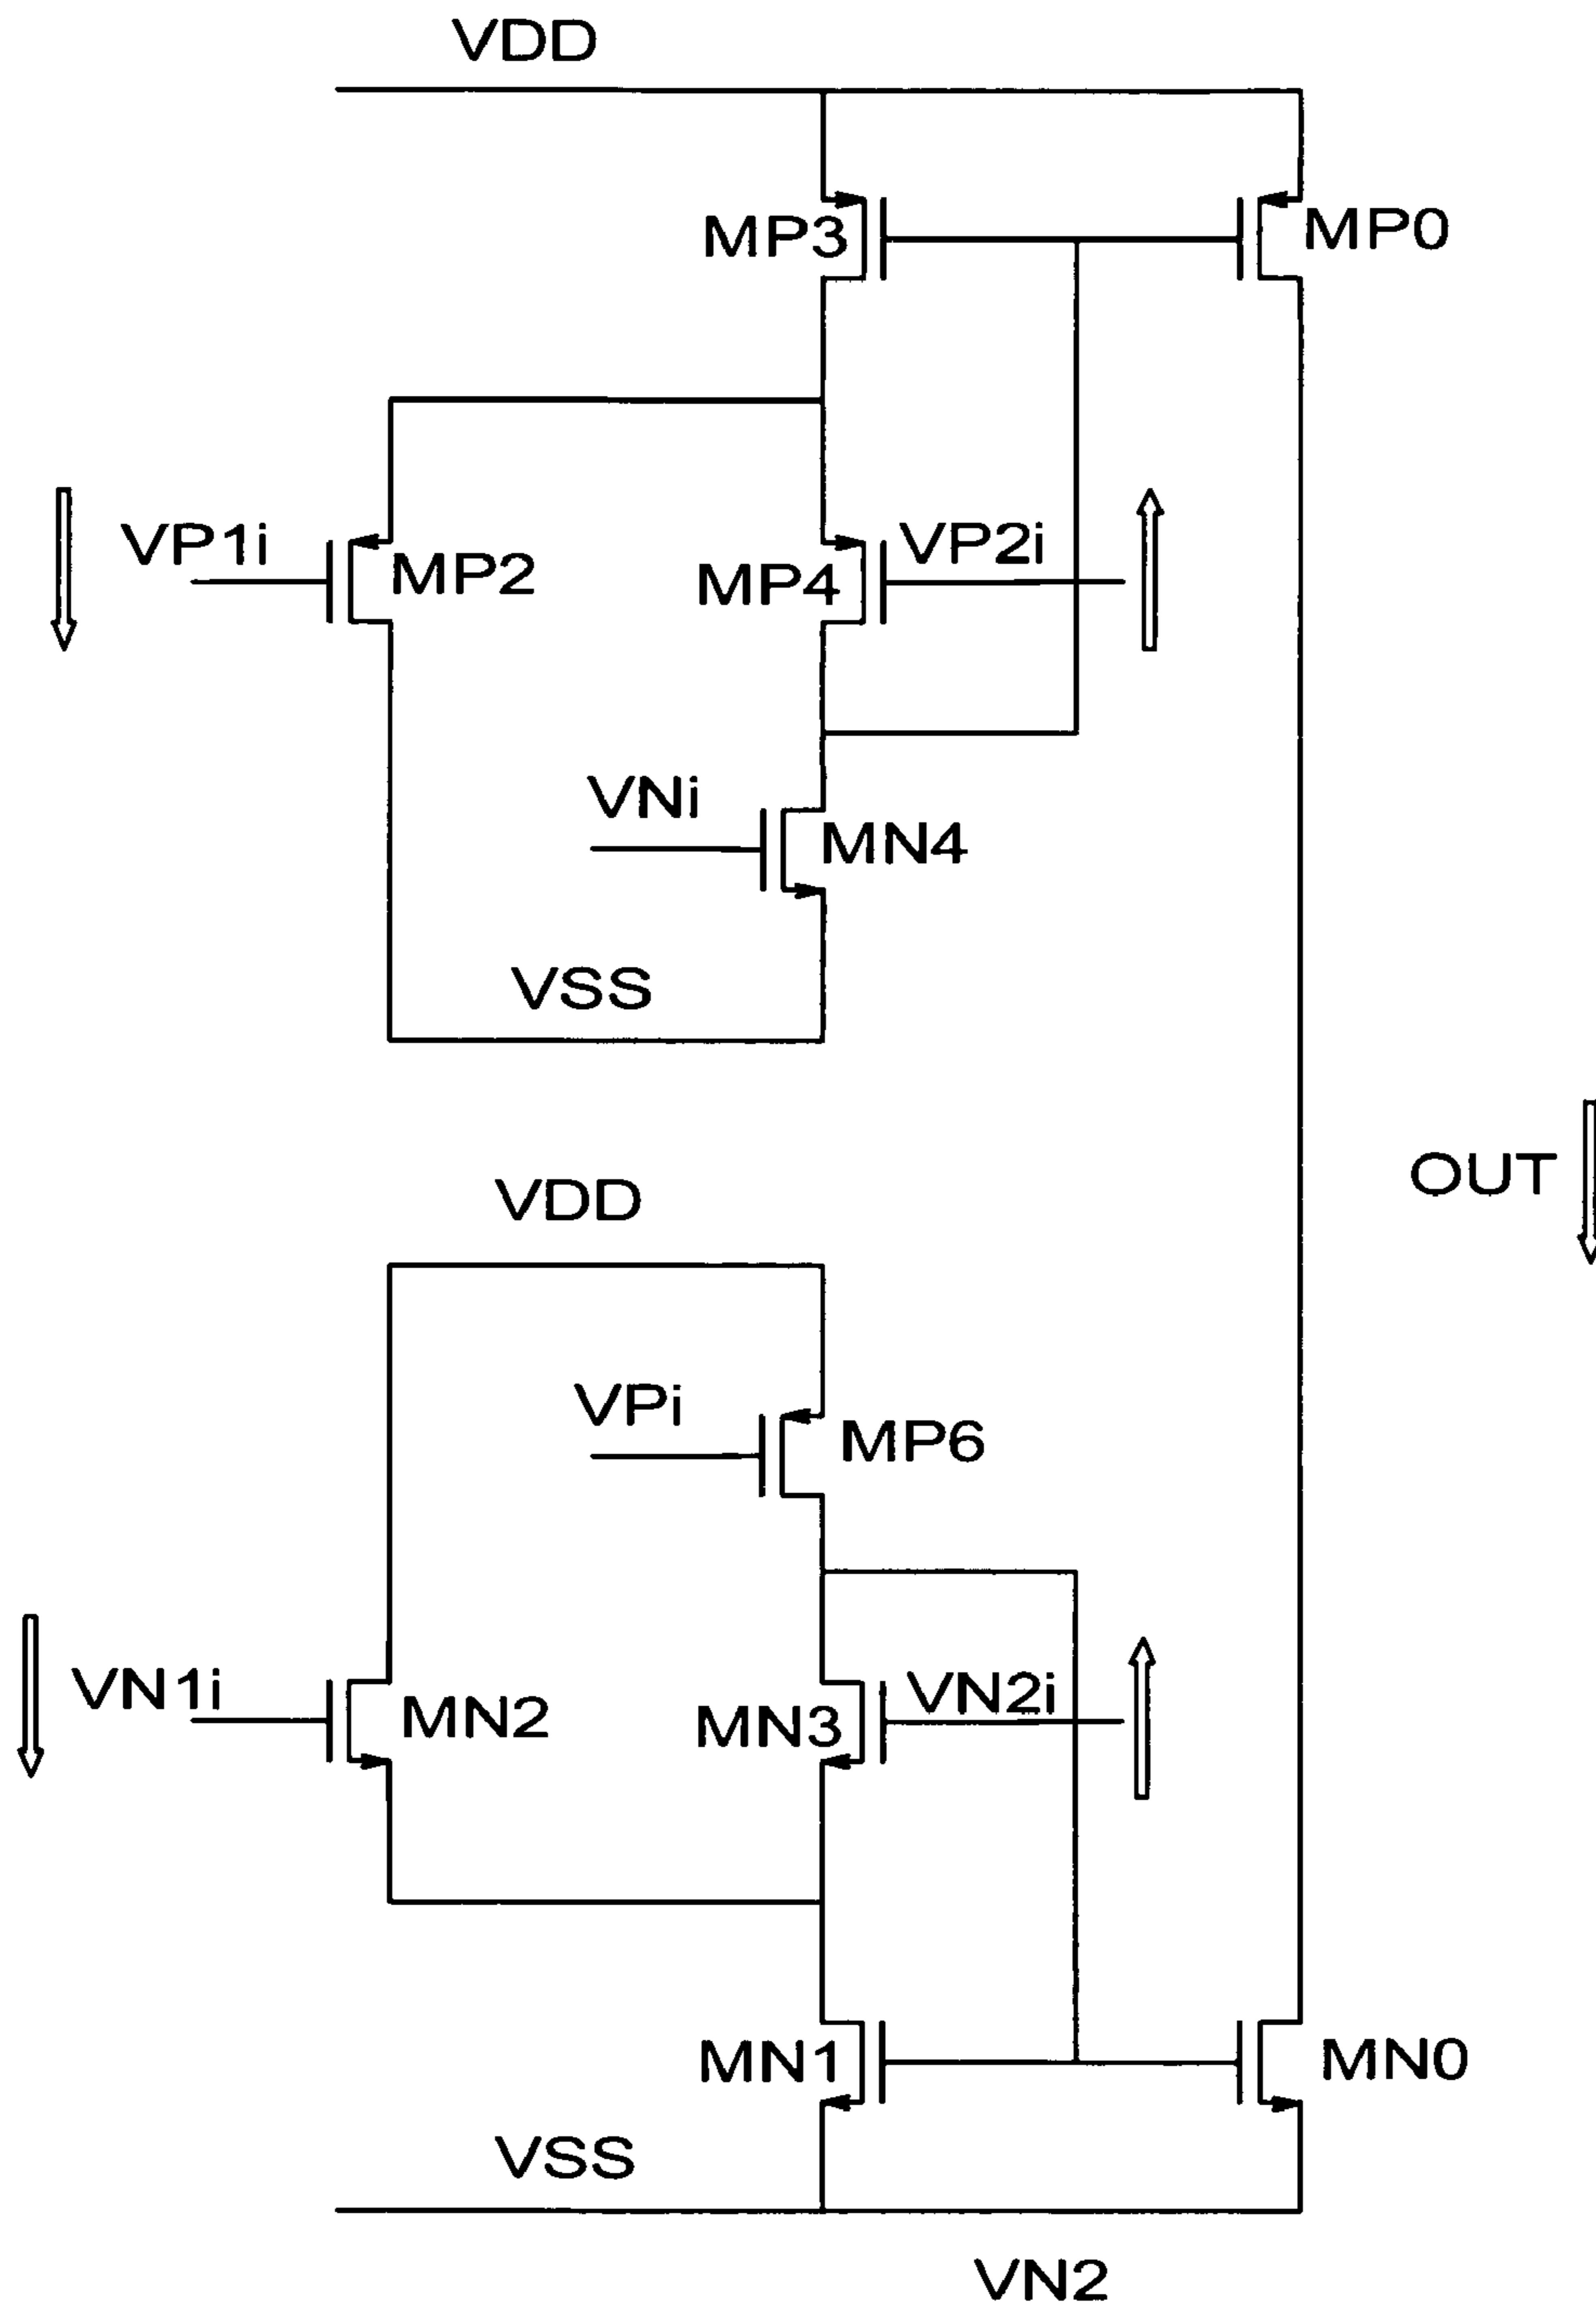 VDD
MP3
MP0
VP1i
MP2
MP4
VP2i
VNi
MN4
VSS
OUT
VDD
VPi
MP6
VN1i
MN2
MN3
VN2i
MN1
MN0
VSS
VN2